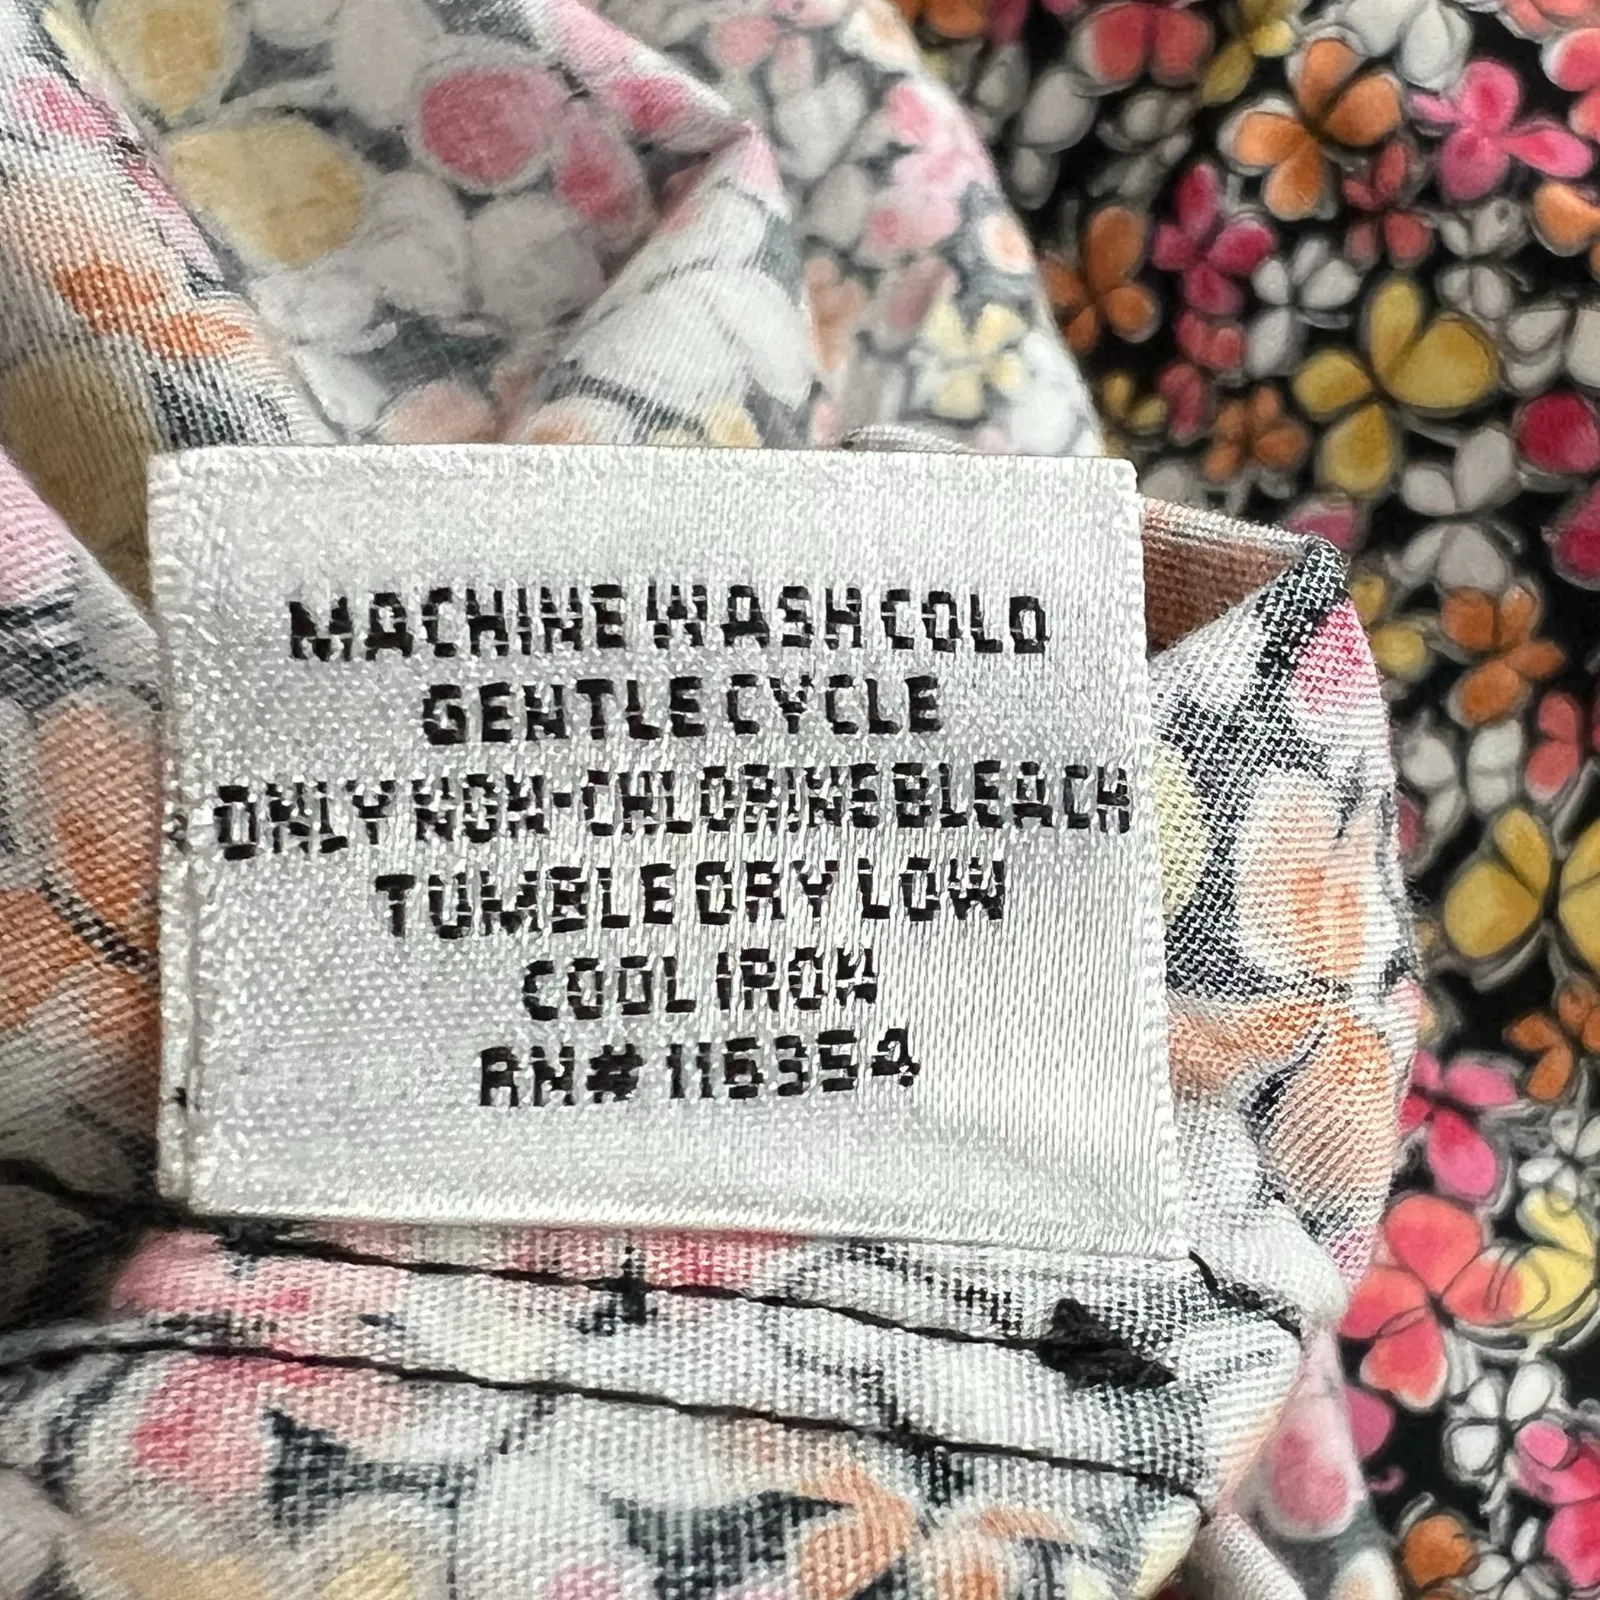 MACHINE WASH COLD
GENTLE CYCLE
ONLY NON-CHLORINE BLEACH
TUMBLE DRY LOW
COOL IRON
RN# 116354